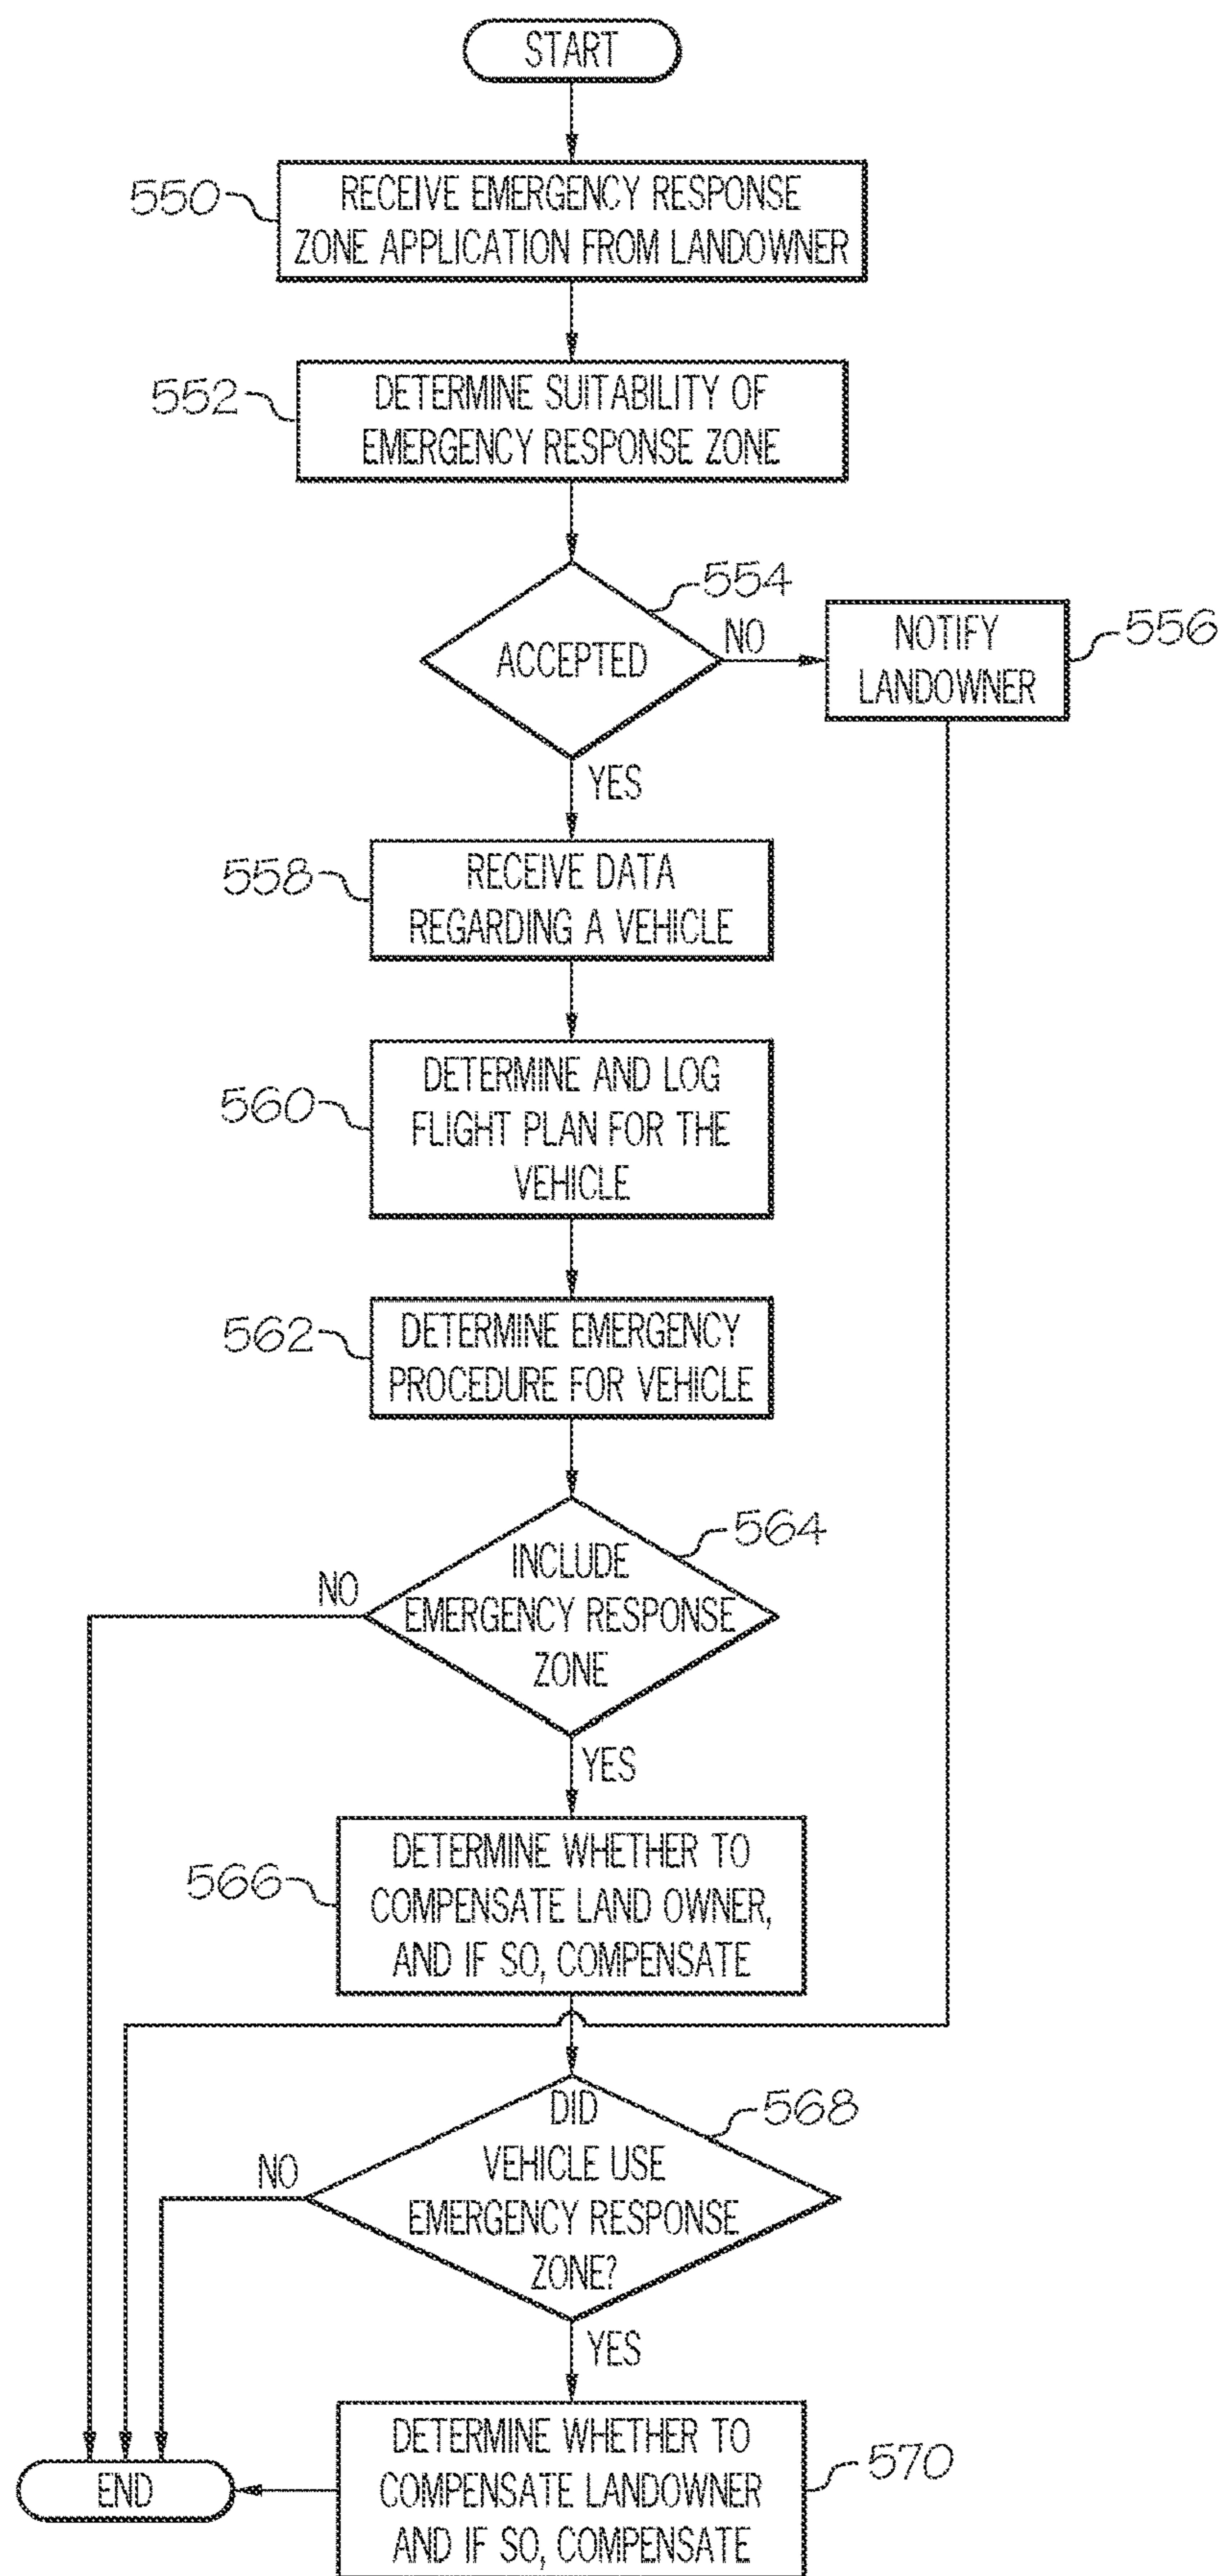 START
550
RECEIVE EMERGENCY RESPONSE
ZONE APPLICATION FROM LANDOWNER
552
DETERMINE SUITABILITY OF
EMERGENCY RESPONSE ZONE
554
ACCEPTED
NO
NOTIFY
LANDOWNER
556
YES
558
RECEIVE DATA
REGARDING A VEHICLE
560
DETERMINE AND LOG
FLIGHT PLAN FOR THE
VEHICLE
562
DETERMINE EMERGENCY
PROCEDURE FOR VEHICLE
564
INCLUDE
EMERGENCY RESPONSE
ZONE
NO
YES
566
DETERMINE WHETHER TO
COMPENSATE LAND OWNER,
AND IF SO, COMPENSATE
568
DID
VEHICLE USE
EMERGENCY RESPONSE
ZONE?
NO
YES
DETERMINE WHETHER TO
COMPENSATE LANDOWNER
AND IF SO, COMPENSATE
570
END